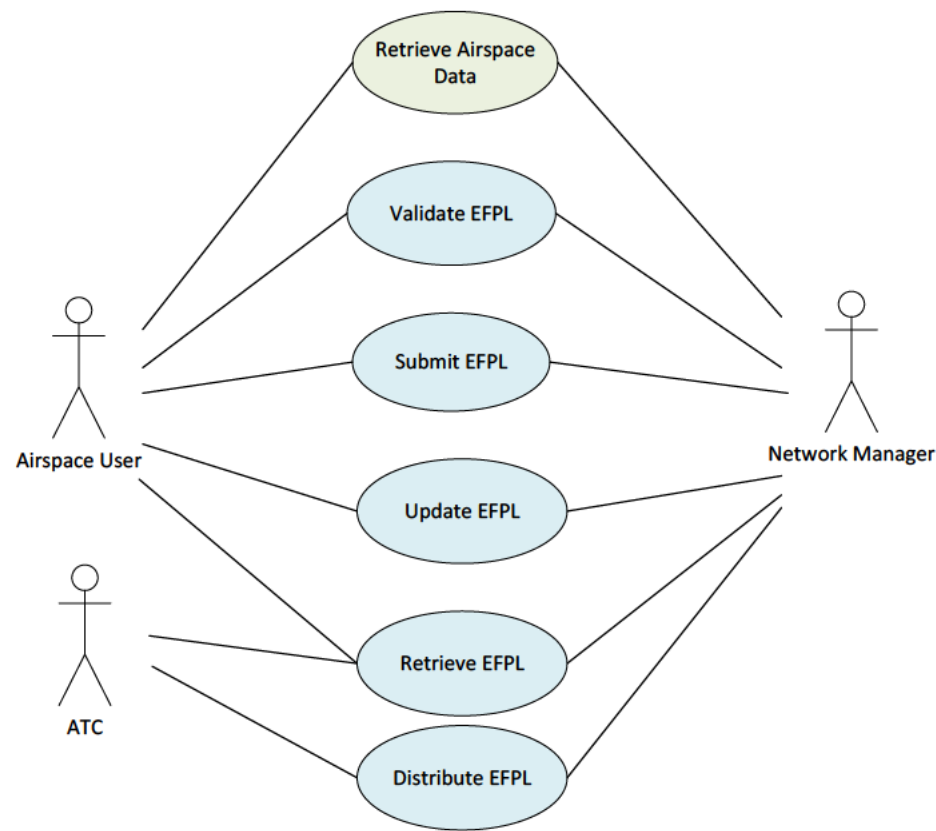 Retrieve Airspace
Data
Validate EFPL
Submit EFPL
Airspace User
Network Manager
Update EFPL
Retrieve EFPL
ATC
Distribute EFPL